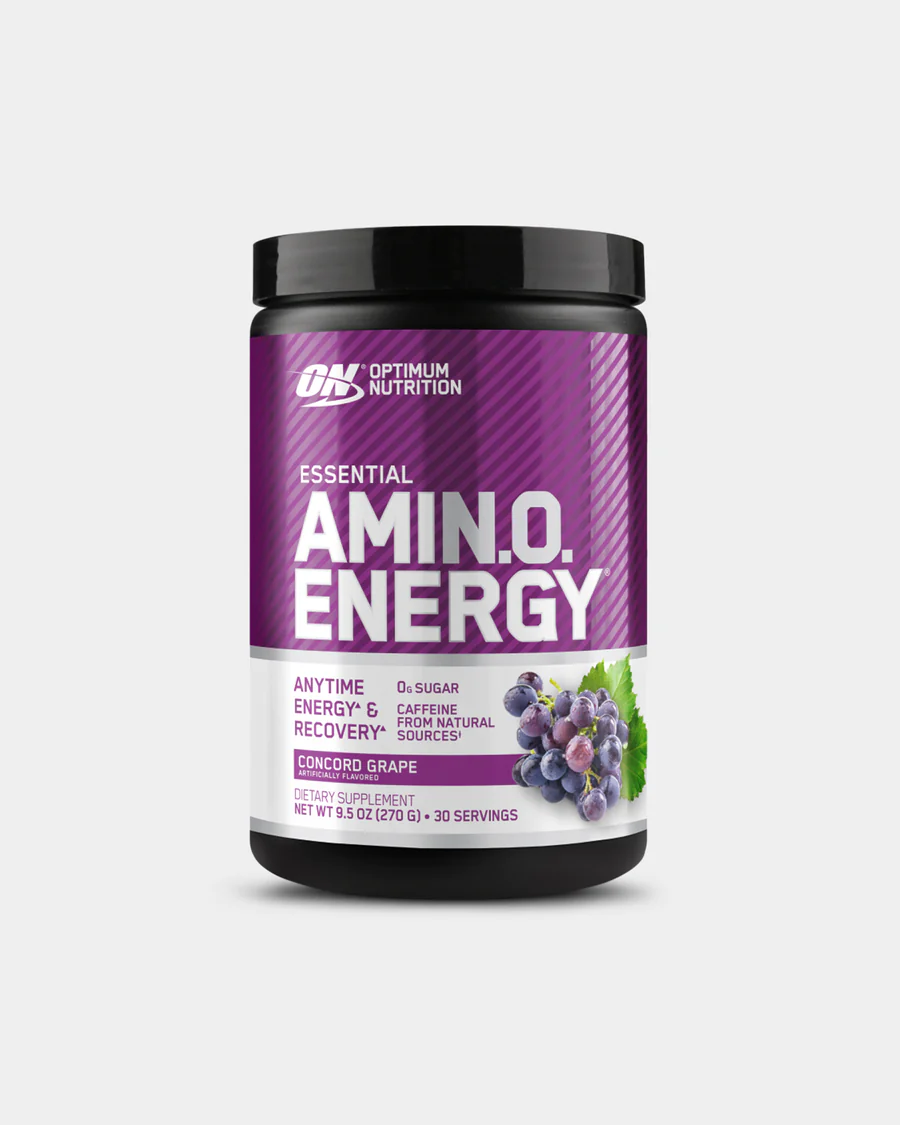 ON® OPTIMUM
NUTRITION
ESSENTIAL
AMIN.O.
ENERGY®
ANYTIME
ENERGY▲ &
RECOVERY▲
0G SUGAR
CAFFEINE
FROM NATURAL
SOURCES‡
CONCORD GRAPE
ARTIFICIALLY FLAVORED
DIETARY SUPPLEMENT
NET WT 9.5 OZ (270 G) • 30 SERVINGS